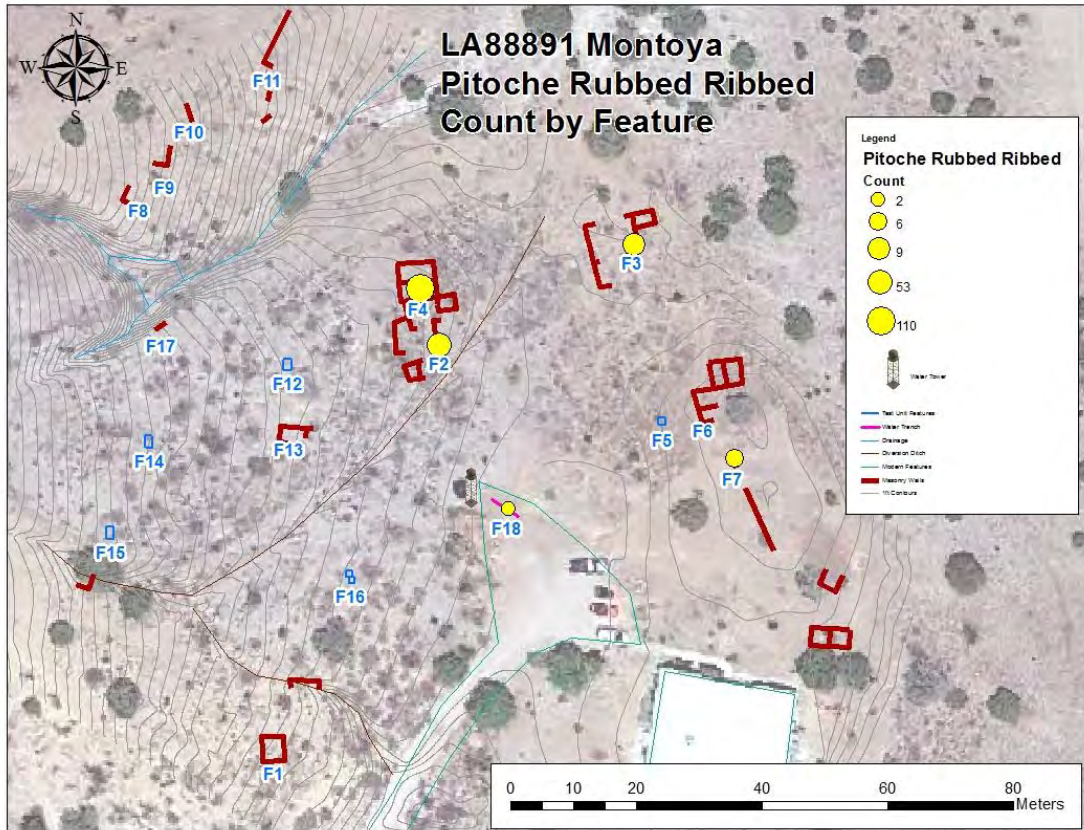 N
W
E
S
LA88891 Montoya
Pitoche Rubbed Ribbed
Count by Feature
F11
F10
F9
F8
F17
F3
F4
F2
F12
F13
F14
F5
F6
F7
F18
F15
F16
F1
Legend
Pitoche Rubbed Ribbed
Count
2
6
9
53
110
Water Tower
Test Unit Features
Water Trench
Drainage
Diversion Ditch
Modern Features
Masonry Walls
1ft Contours
0 10 20 40 60 80
Meters